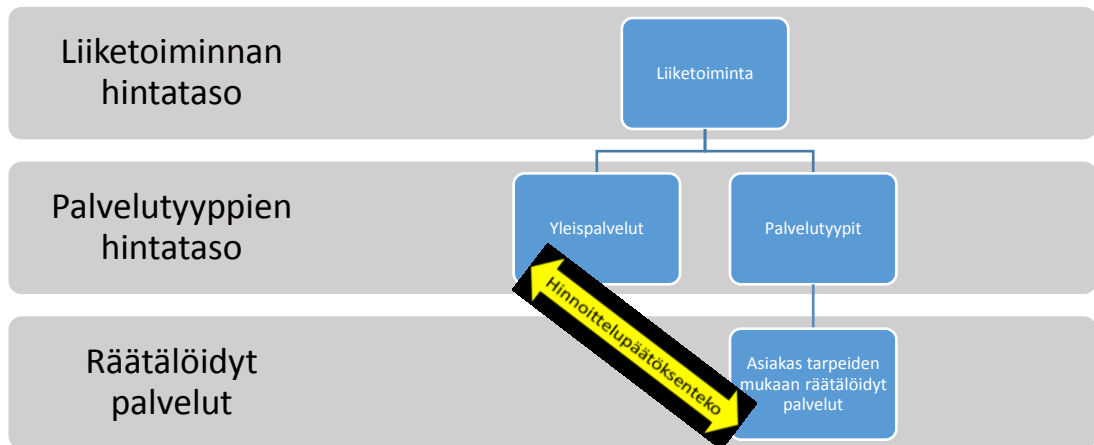 Liiketoiminnan
hintataso
Liiketoiminta
Palvelutyyppien
hintataso
Yleispalvelut
Palvelutyypit
Hinnoittelupäätöksenteko
Räätälöidyt
palvelut
Asiakas tarpeiden
mukaan räätälöidyt
palvelut